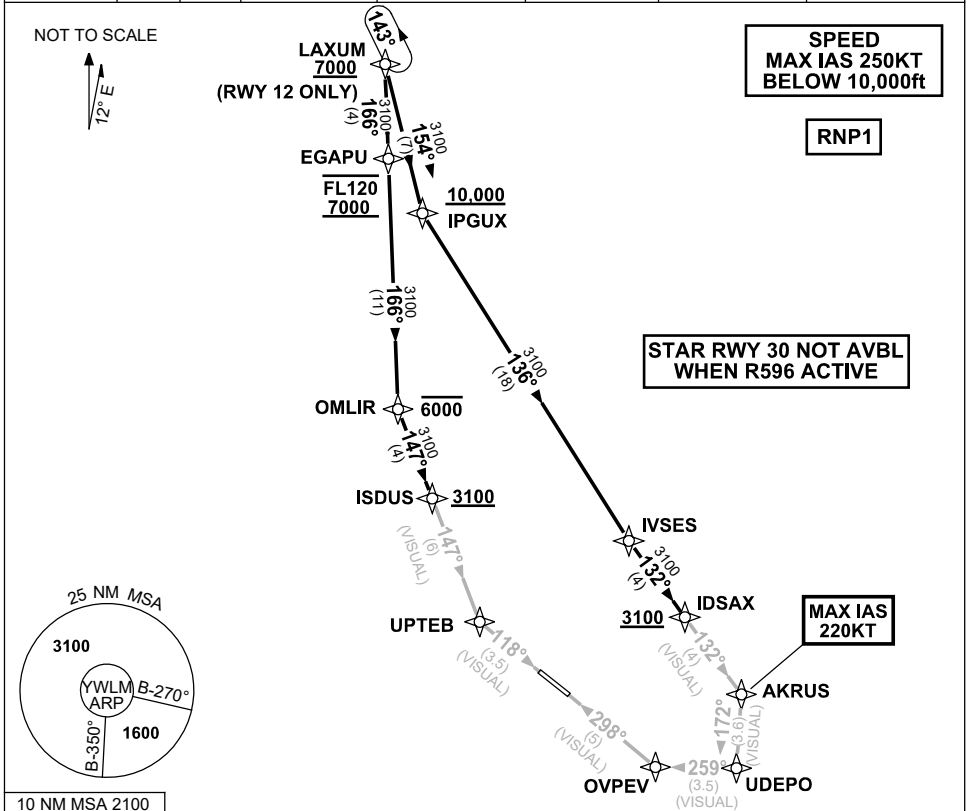 NOT TO SCALE
12° E
143°
LAXUM
7000
(RWY 12 ONLY)
SPEED
MAX IAS 250KT
BELOW 10,000ft
RNP1
3100
166°
(4)
3100
154°
(7)
EGAPU
FL120
7000
10,000
IPGUX
3100
166°
(11)
3100
136°
(18)
STAR RWY 30 NOT AVBL
WHEN R596 ACTIVE
OMLIR
6000
3100
147°
(4)
ISDUS
3100
147°
(6)
(VISUAL)
IVSES
3100
132°
(4)
IDSAX
3100
UPTEB
118°
(3.5)
(VISUAL)
132°
(4)
(VISUAL)
MAX IAS
220KT
AKRUS
172°
(3.6)
(VISUAL)
298°
(5)
(VISUAL)
OVPEV
259°
(3.5)
(VISUAL)
UDEPO
25 NM MSA
3100
YWLM
ARP
B-270°
B-350°
1600
10 NM MSA 2100